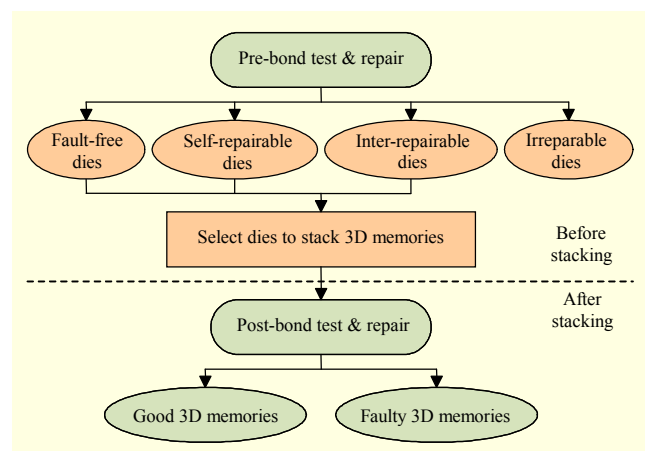 Pre-bond test & repair
Fault-free
dies
Self-repairable
dies
Inter-repairable
dies
Irreparable
dies
Select dies to stack 3D memories
Before
stacking
After
stacking
Post-bond test & repair
Good 3D memories
Faulty 3D memories